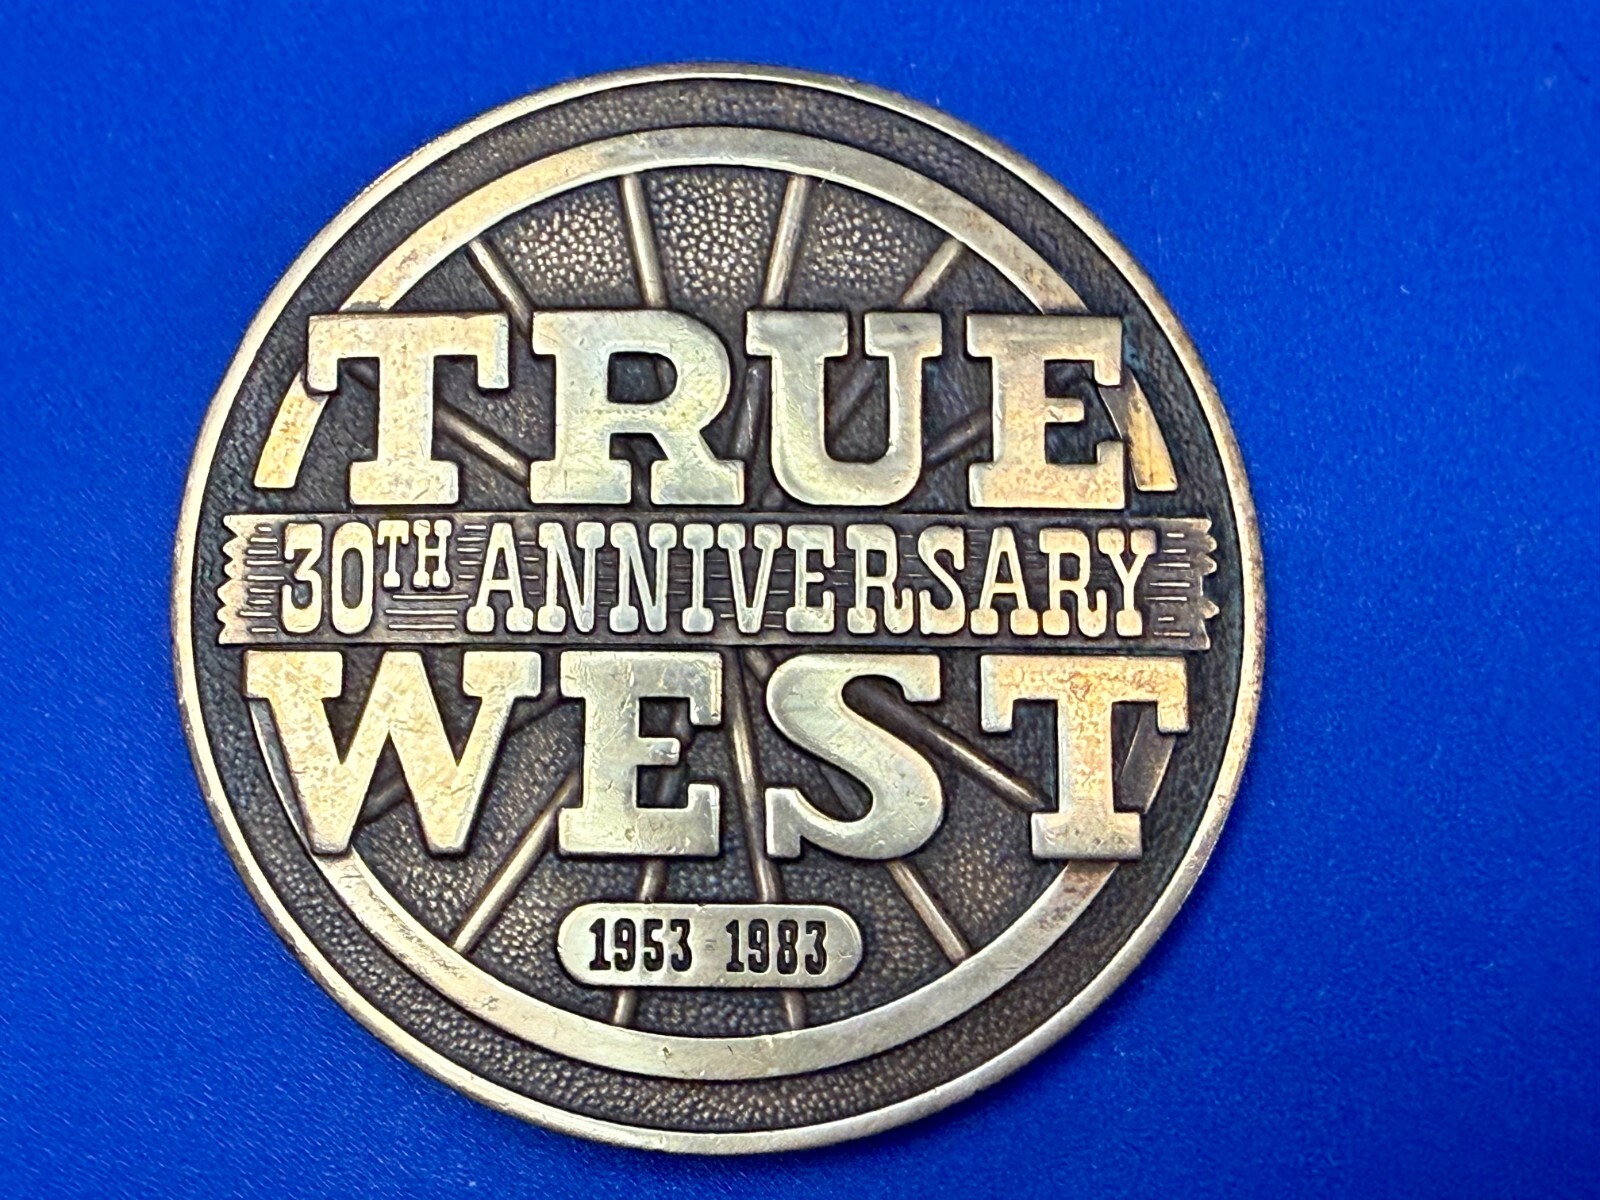 TRUE
30TH ANNIVERSARY
WEST
1953-1983